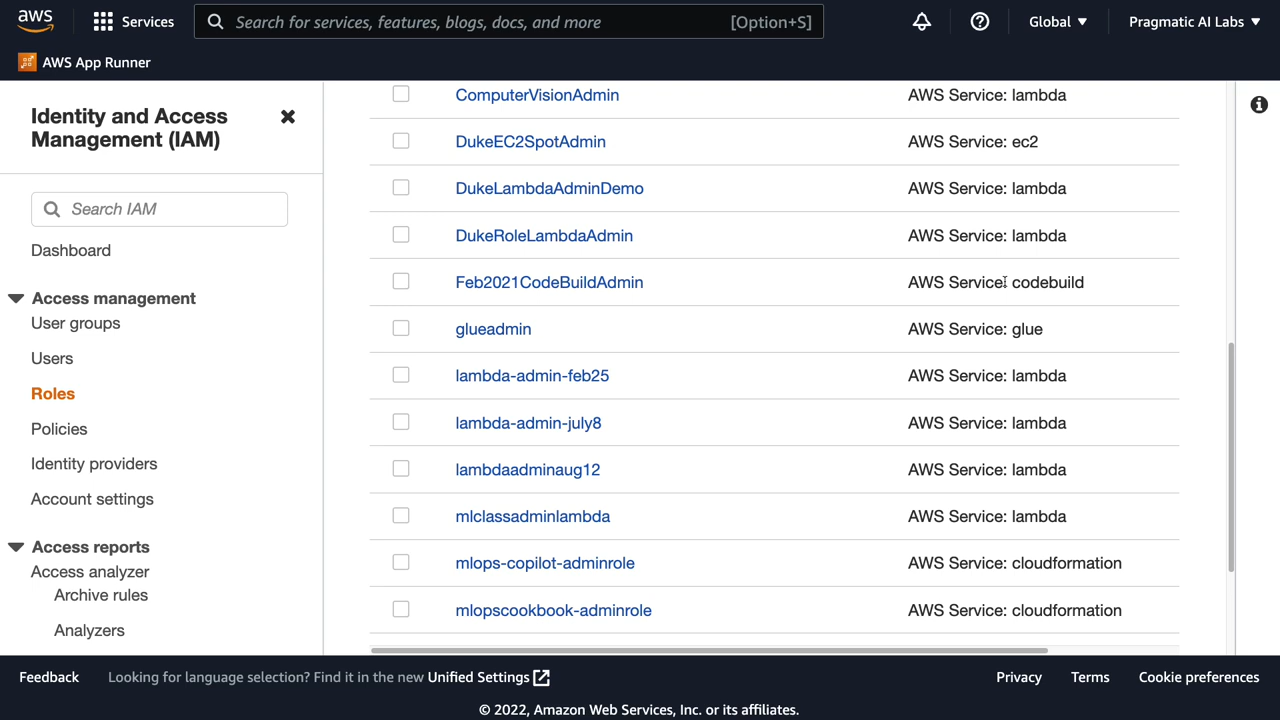 aws
Services
Search for services, features, blogs, docs, and more
[Option+S]
Global
Pragmatic AI Labs
AWS App Runner
Identity and Access
Management (IAM)
Search IAM
Dashboard
Access management
User groups
Users
Roles
Policies
Identity providers
Account settings
Access reports
Access analyzer
Archive rules
Analyzers
ComputerVisionAdmin AWS Service: lambda
DukeEC2SpotAdmin AWS Service: ec2
DukeLambdaAdminDemo AWS Service: lambda
DukeRoleLambdaAdmin AWS Service: lambda
Feb2021CodeBuildAdmin AWS Service: codebuild
glueadmin AWS Service: glue
lambda-admin-feb25 AWS Service: lambda
lambda-admin-july8 AWS Service: lambda
lambdaadminaug12 AWS Service: lambda
mlclassadminlambda AWS Service: lambda
mlops-copilot-adminrole AWS Service: cloudformation
mlopscookbook-adminrole AWS Service: cloudformation
Feedback
Looking for language selection? Find it in the new Unified Settings
Privacy
Terms
Cookie preferences
© 2022, Amazon Web Services, Inc. or its affiliates.